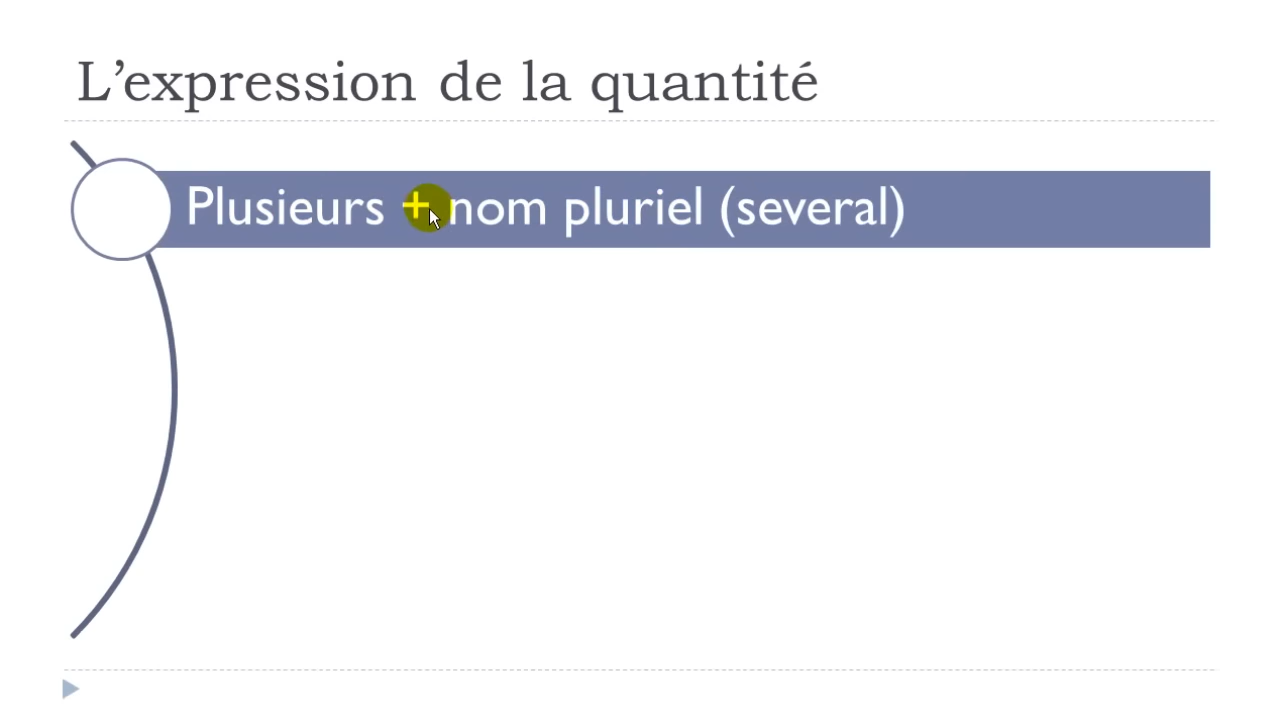 L’expression de la quantité
Plusieurs + nom pluriel (several)